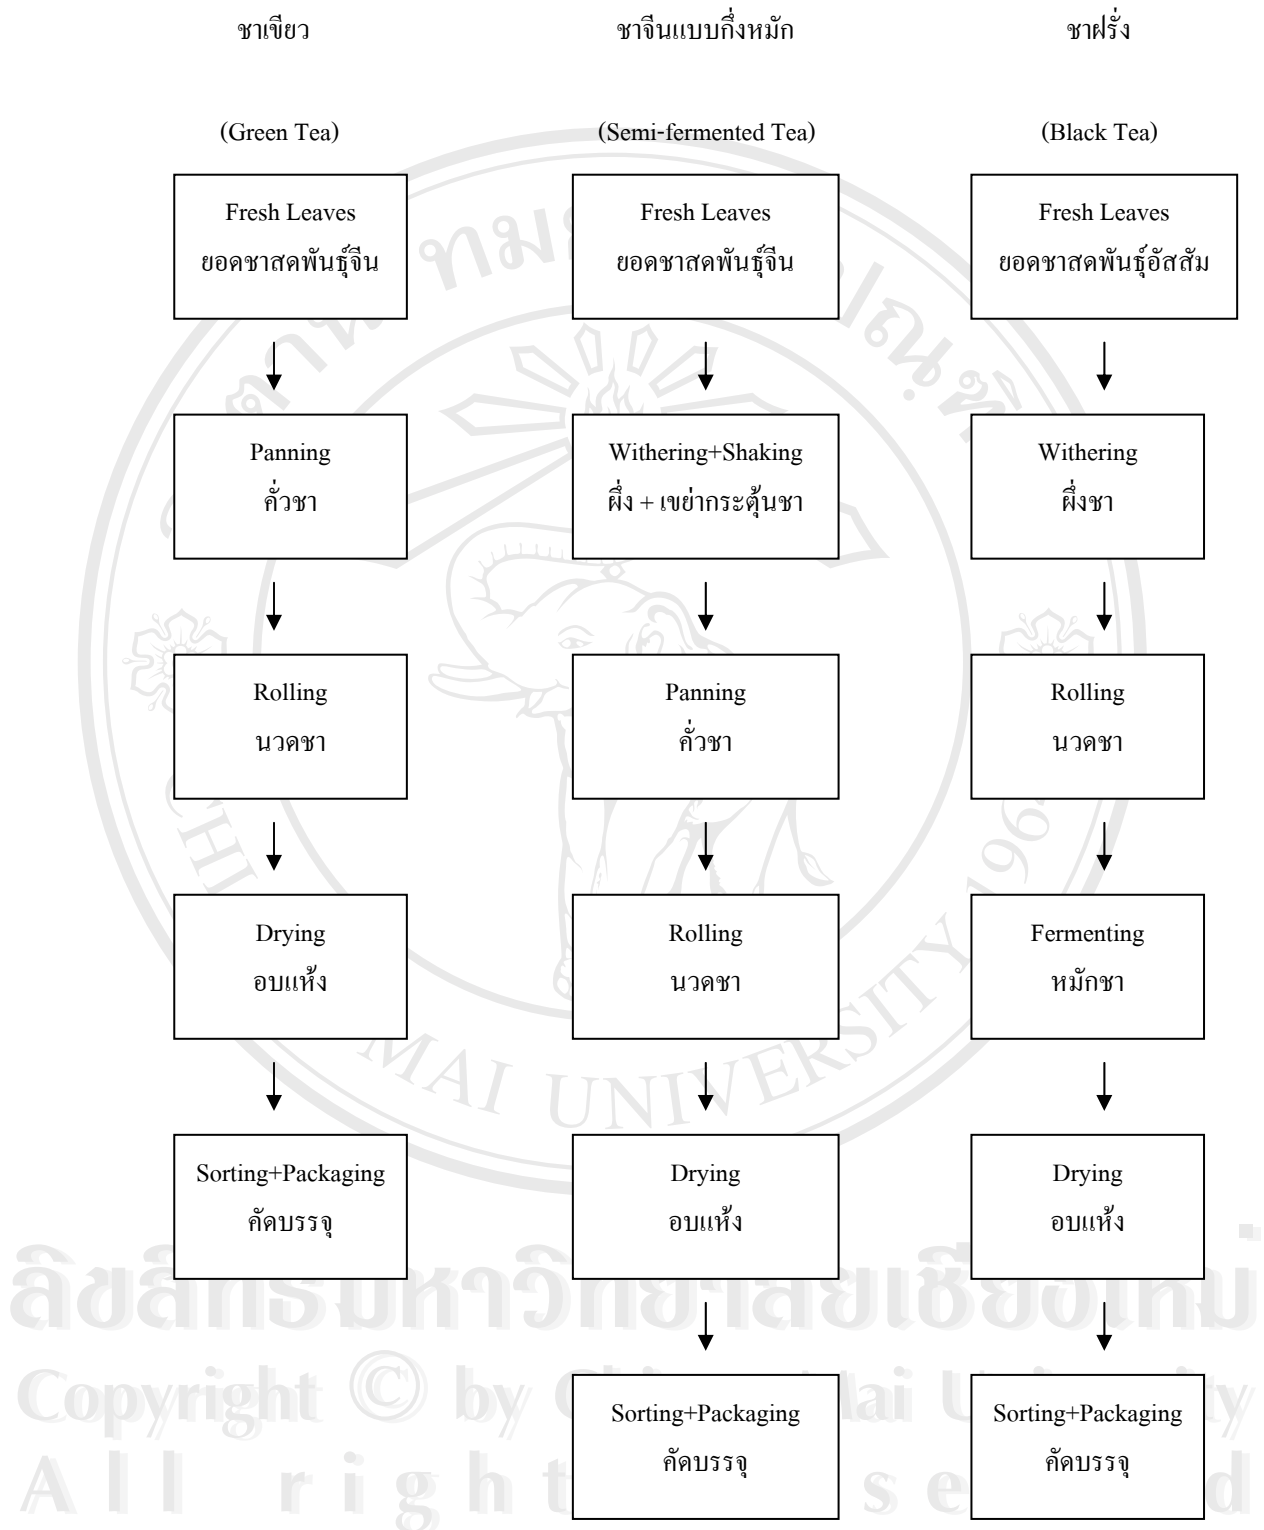 ชาเขียว
(Green Tea)
Fresh Leaves
ยอดชาสดพันธุ์จีน
Panning
คั่วชา
Rolling
นวดชา
Drying
อบแห้ง
Sorting+Packaging
คัดบรรจุ
ชาจีนแบบกึ่งหมัก
(Semi-fermented Tea)
Fresh Leaves
ยอดชาสดพันธุ์จีน
Withering+Shaking
ผึ่ง + เขย่ากระตุ้นชา
Panning
คั่วชา
Rolling
นวดชา
Drying
อบแห้ง
Sorting+Packaging
คัดบรรจุ
ชาฝรั่ง
(Black Tea)
Fresh Leaves
ยอดชาสดพันธุ์อัสสัม
Withering
ผึ่งชา
Rolling
นวดชา
Fermenting
หมักชา
Drying
อบแห้ง
Sorting+Packaging
คัดบรรจุ
MAI UNIVERSITY
ลิขสิทธิ์มหาวิทยาลัยเชียงใหม่
Copyright © by Mai
All